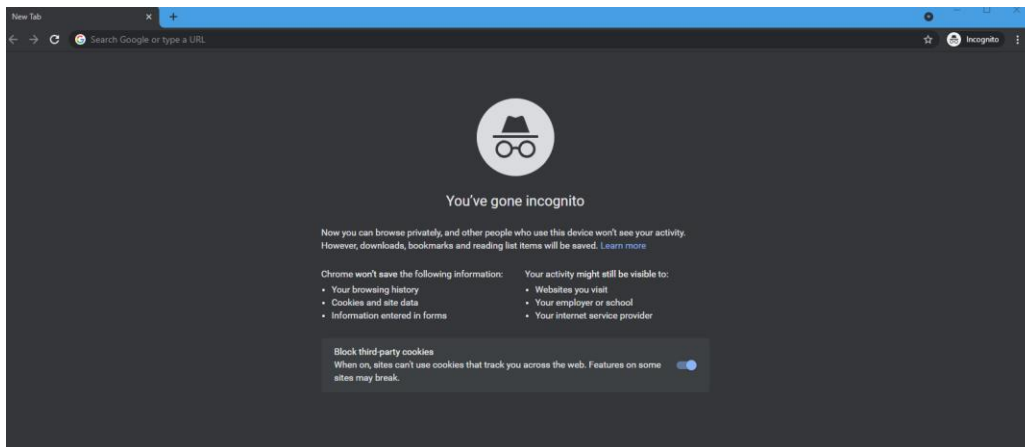 New Tab
Search Google or type a URL
Incognito
You've gone incognito
Now you can browse privately, and other people who use this device won't see your activity.
However, downloads, bookmarks and reading list items will be saved. Learn more
Chrome won't save the following information:
• Your browsing history
• Cookies and site data
• Information entered in forms
Your activity might still be visible to:
• Websites you visit
• Your employer or school
• Your internet service provider
Block third-party cookies
When on, sites can't use cookies that track you across the web. Features on some
sites may break.